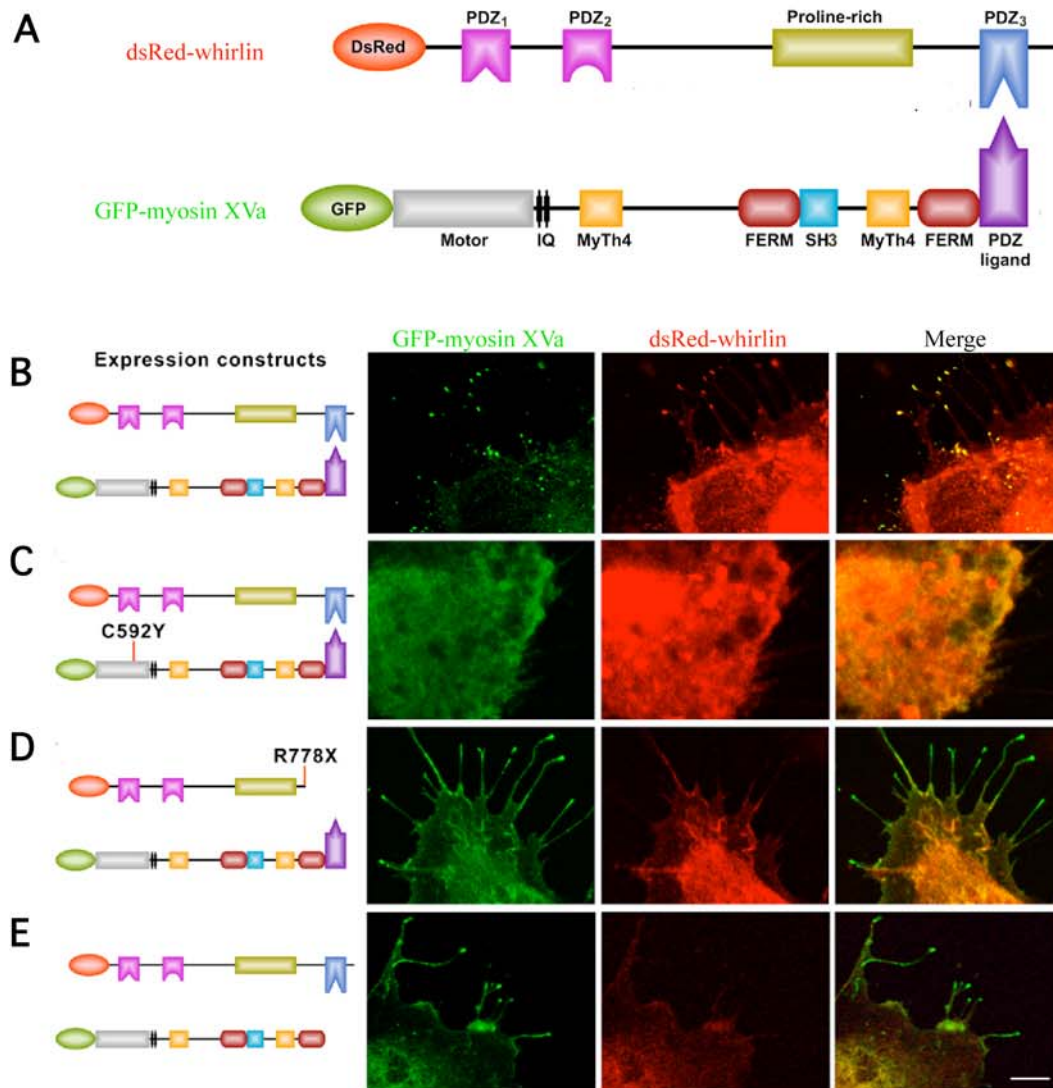 A
PDZ1 PDZ2 Proline-rich PDZ3
dsRed-whirlin DsRed
GFP-myosin XVa GFP
Motor IQ MyTh4 FERM SH3 MyTh4 FERM PDZ
ligand
GFP-myosin XVa dsRed-whirlin Merge
B Expression constructs
C
C592Y
D
R778X
E